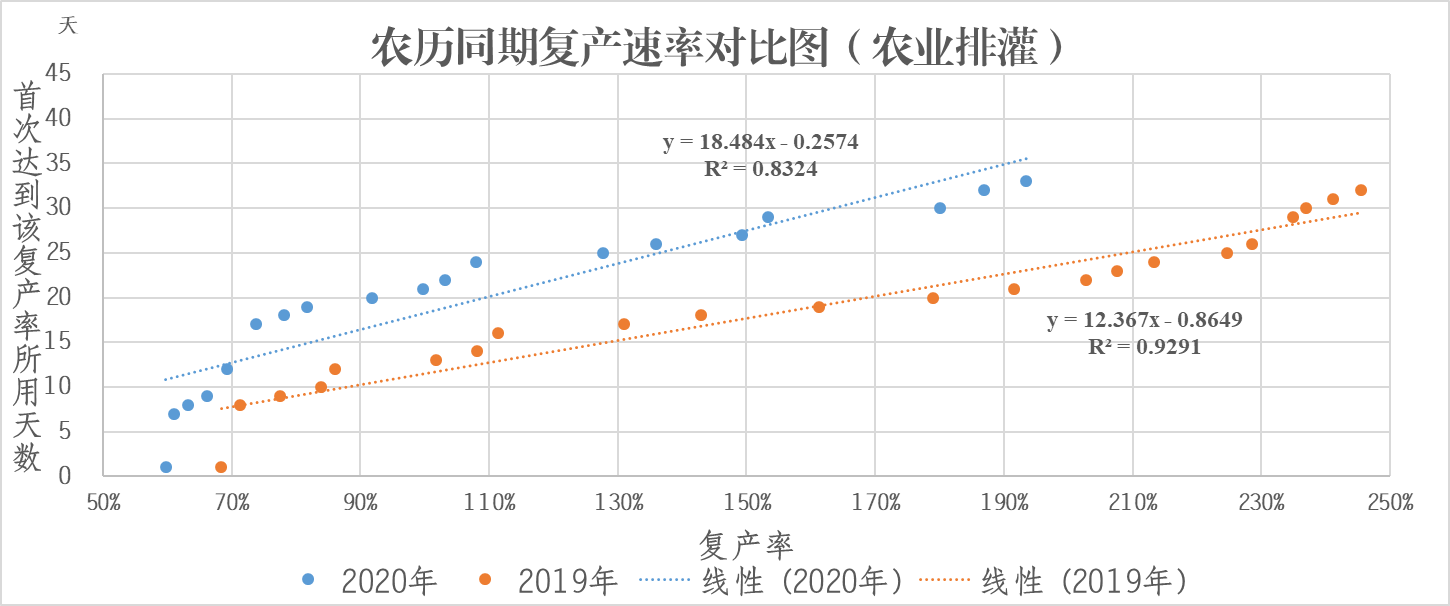 天
农历同期复产速率对比图（农业排灌）
首次达到该复产率所用天数
45
40
35
30
25
20
15
10
5
0
y = 18.484x - 0.2574
R² = 0.8324
y = 12.367x - 0.8649
R² = 0.9291
50% 70% 90% 110% 130% 150% 170% 190% 210% 230% 250%
复产率
2020年 2019年 线性 (2020年) 线性 (2019年)